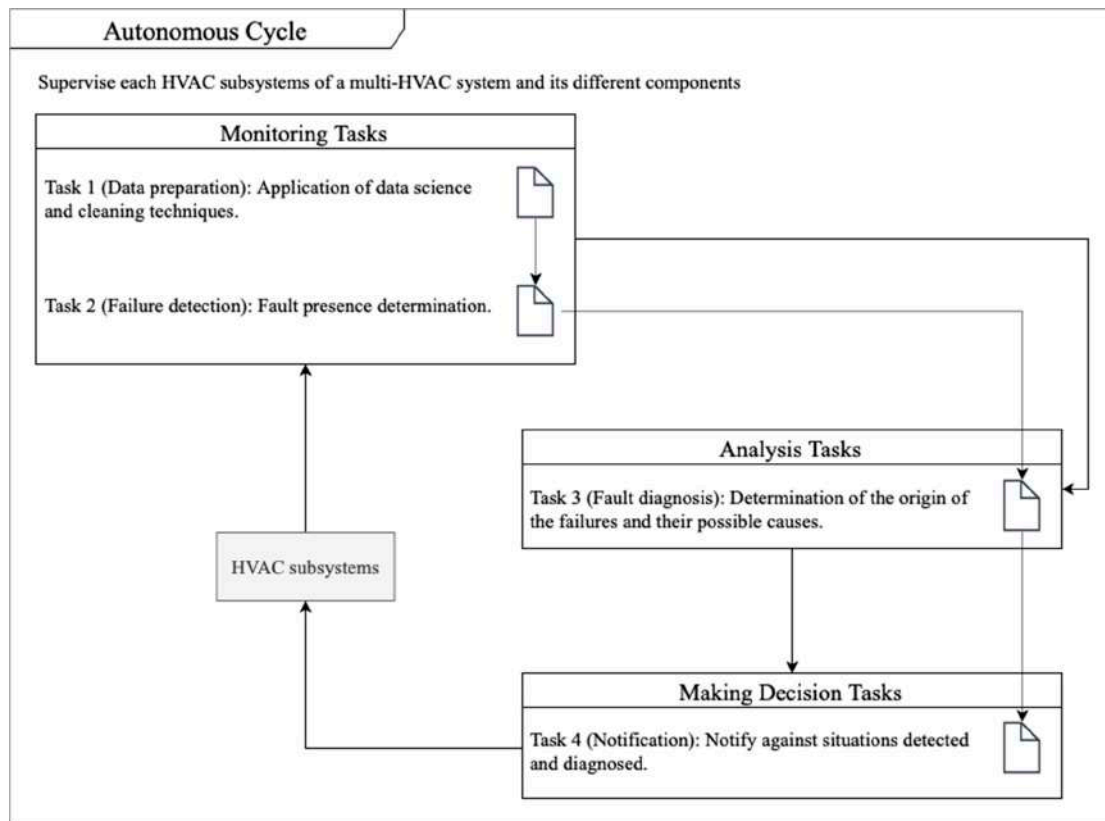 Autonomous Cycle
Supervise each HVAC subsystems of a multi-HVAC system and its different components
Monitoring Tasks
Task 1 (Data preparation): Application of data science
and cleaning techniques.
Task 2 (Failure detection): Fault presence determination.
Analysis Tasks
Task 3 (Fault diagnosis): Determination of the origin of
the failures and their possible causes.
HVAC subsystems
Making Decision Tasks
Task 4 (Notification): Notify against situations detected
and diagnosed.